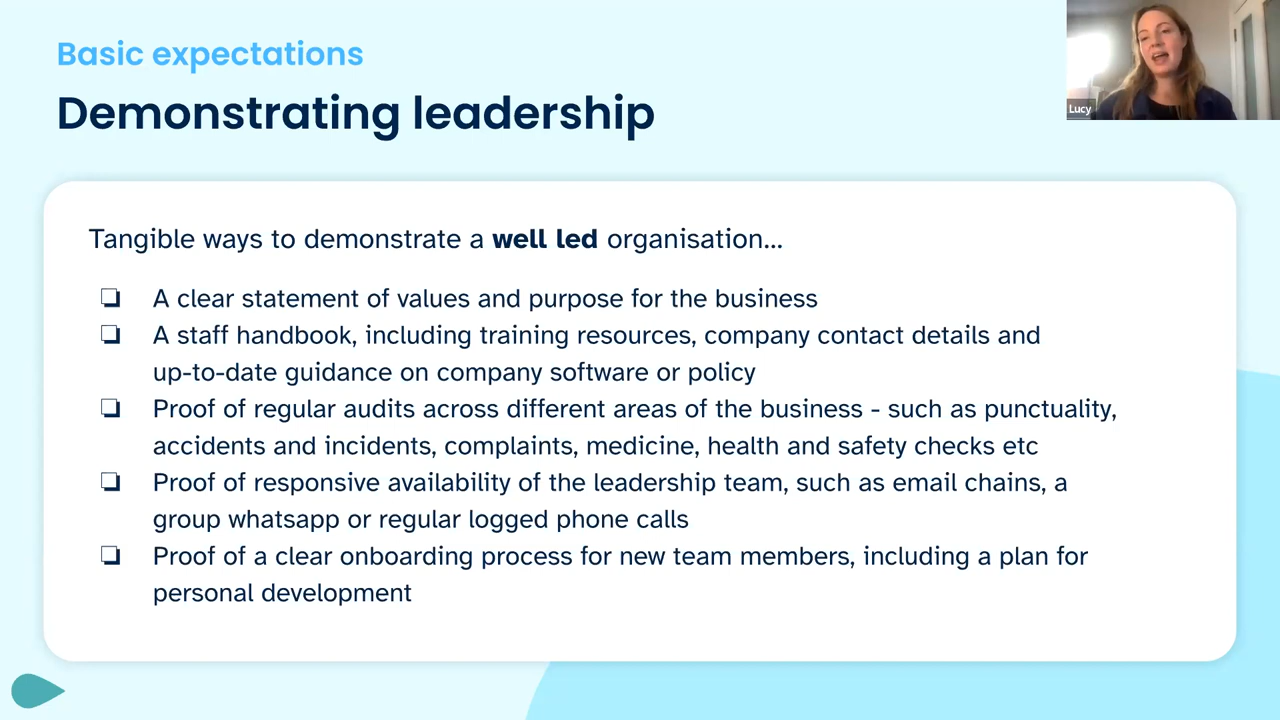 Basic expectations
Demonstrating leadership
Lucy
Tangible ways to demonstrate a well led organisation...
❏ A clear statement of values and purpose for the business
❏ A staff handbook, including training resources, company contact details and
up-to-date guidance on company software or policy
❏ Proof of regular audits across different areas of the business - such as punctuality,
accidents and incidents, complaints, medicine, health and safety checks etc
❏ Proof of responsive availability of the leadership team, such as email chains, a
group whatsapp or regular logged phone calls
❏ Proof of a clear onboarding process for new team members, including a plan for
personal development